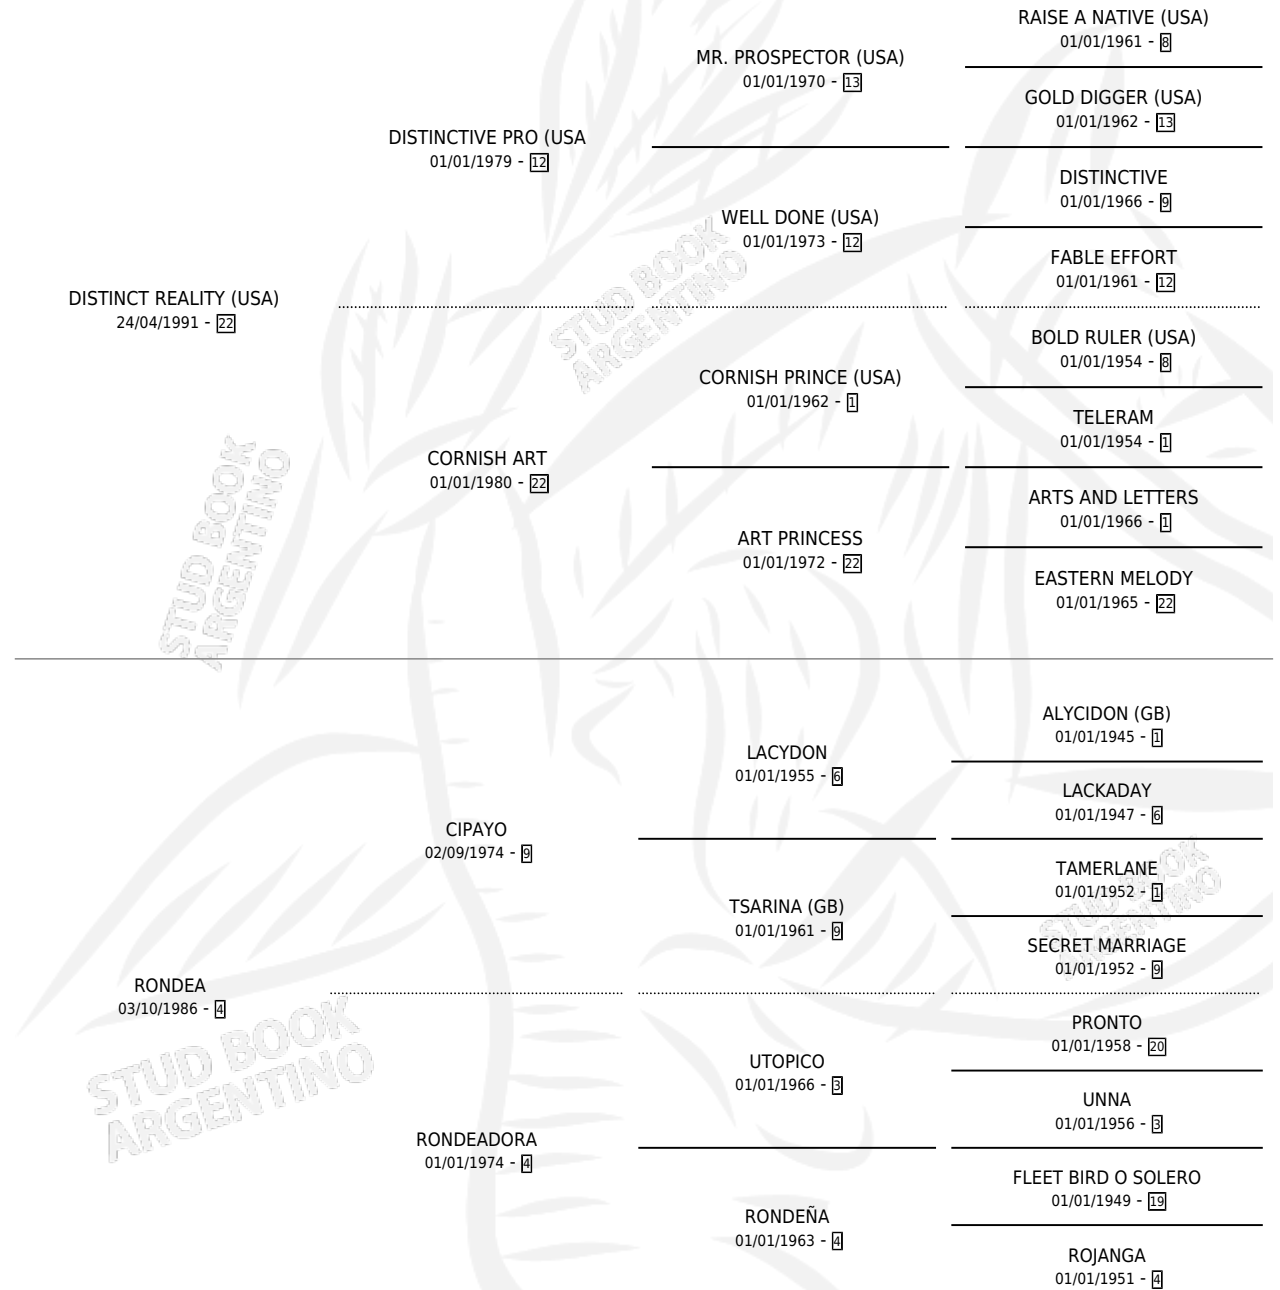 RAISE A NATIVE (USA)
01/01/1961 - 8
MR. PROSPECTOR (USA)
01/01/1970 - 13
GOLD DIGGER (USA)
01/01/1962 - 13
DISTINCTIVE PRO (USA
01/01/1979 - 12
DISTINCTIVE
01/01/1966 - 9
WELL DONE (USA)
01/01/1973 - 12
FABLE EFFORT
01/01/1961 - 12
DISTINCT REALITY (USA)
24/04/1991 - 22
BOLD RULER (USA)
01/01/1954 - 8
CORNISH PRINCE (USA)
01/01/1962 - 1
TELERAM
01/01/1954 - 1
CORNISH ART
01/01/1980 - 22
ARTS AND LETTERS
01/01/1966 - 1
ART PRINCESS
01/01/1972 - 22
EASTERN MELODY
01/01/1965 - 22
STUD BOOK
ARGENTINO
STUD BOOK
ARGENTINO
ALYCIDON (GB)
01/01/1945 - 1
LACYDON
01/01/1955 - 6
LACKADAY
01/01/1947 - 6
CIPAYO
02/09/1974 - 9
TAMERLANE
01/01/1952 - 1
TSARINA (GB)
01/01/1961 - 9
SECRET MARRIAGE
01/01/1952 - 9
RONDEA
03/10/1986 - 4
PRONTO
01/01/1958 - 20
UTOPICO
01/01/1966 - 3
UNNA
01/01/1956 - 3
RONDEADORA
01/01/1974 - 4
FLEET BIRD O SOLERO
01/01/1949 - 19
RONDEÑA
01/01/1963 - 4
ROJANGA
01/01/1951 - 4
STUD BOOK
ARGENTINO
STUD BOOK
ARGENTINO